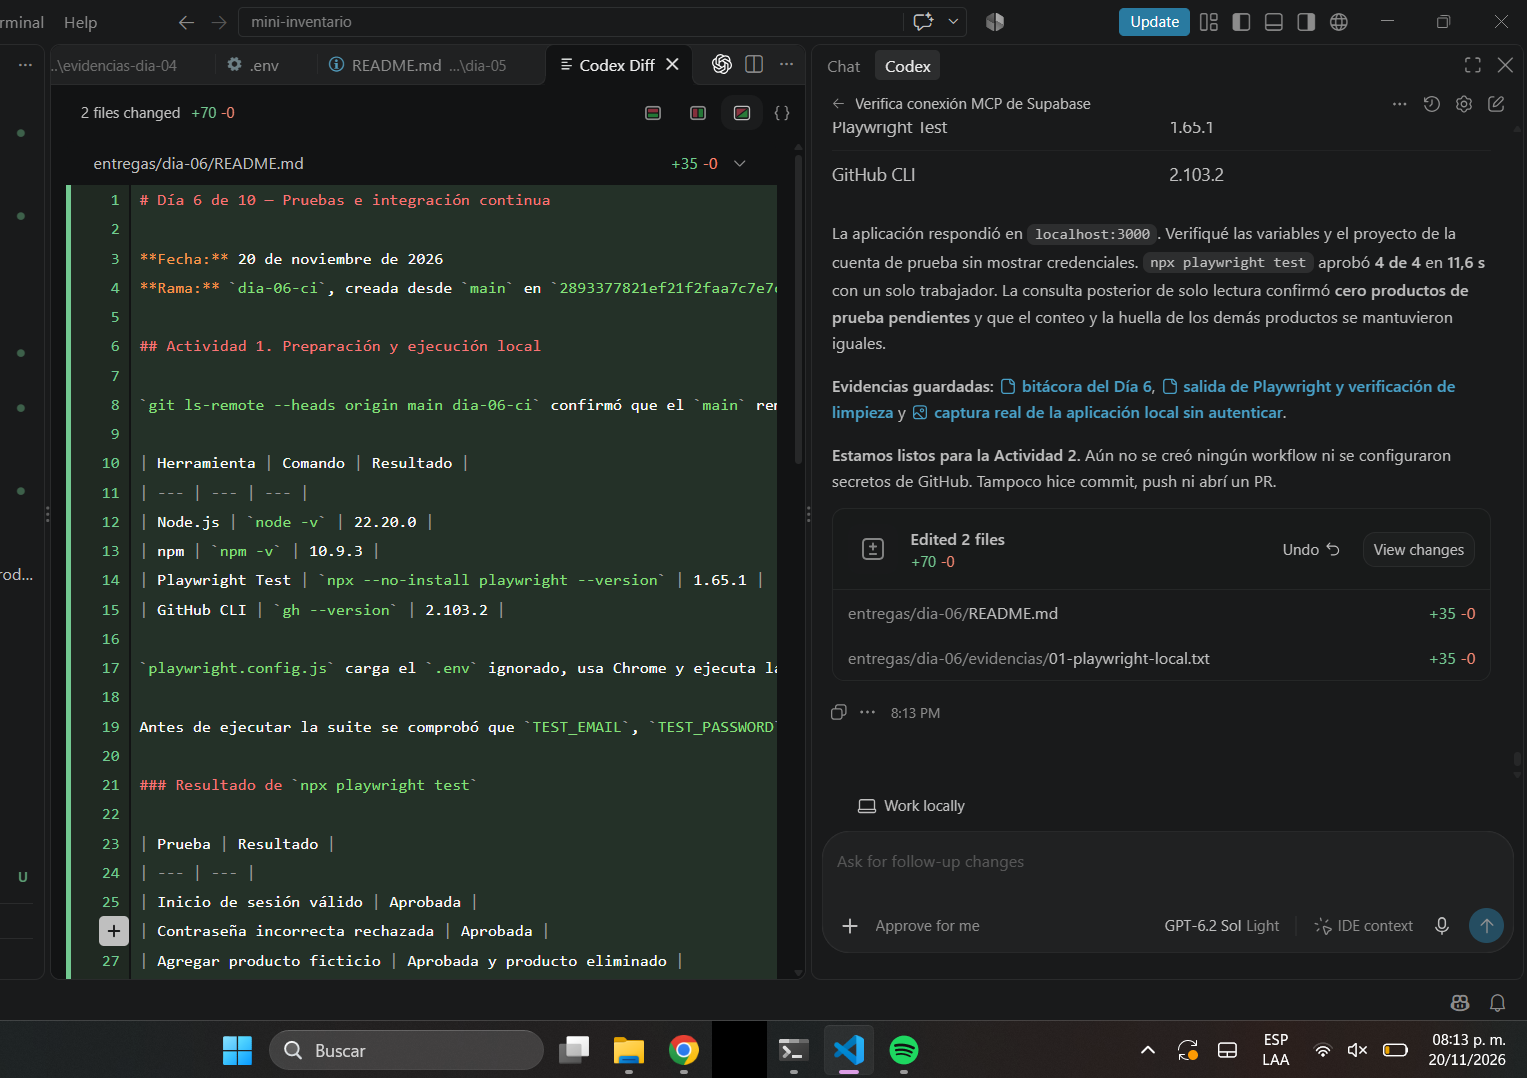 rminal Help
mini-inventario
Update
..\evidencias-dia-04
.env
README.md ...\dia-05
Codex Diff
2 files changed +70 -0
entregas/dia-06/README.md +35 -0
1 # Día 6 de 10 — Pruebas e integración continua
2
3 **Fecha:** 20 de noviembre de 2026
4 **Rama:** `dia-06-ci`, creada desde `main` en `2893377821ef21f2faa7c7e7c
5
6 ## Actividad 1. Preparación y ejecución local
7
8 `git ls-remote --heads origin main dia-06-ci` confirmó que el `main` rem
9
10 | Herramienta | Comando | Resultado |
11 | --- | --- | --- |
12 | Node.js | `node -v` | 22.20.0 |
13 | npm | `npm -v` | 10.9.3 |
14 | Playwright Test | `npx --no-install playwright --version` | 1.65.1 |
15 | GitHub CLI | `gh --version` | 2.103.2 |
16
17 `playwright.config.js` carga el `.env` ignorado, usa Chrome y ejecuta la
18
19 Antes de ejecutar la suite se comprobó que `TEST_EMAIL`, `TEST_PASSWORD`
20
21 ### Resultado de `npx playwright test`
22
23 | Prueba | Resultado |
24 | --- | --- |
25 | Inicio de sesión válido | Aprobada |
+ | Contraseña incorrecta rechazada | Aprobada |
27 | Agregar producto ficticio | Aprobada y producto eliminado |
rod...
U
Chat Codex
Verifica conexión MCP de Supabase
Playwright Test 1.65.1
GitHub CLI 2.103.2
La aplicación respondió en localhost:3000. Verifiqué las variables y el proyecto de la
cuenta de prueba sin mostrar credenciales. npx playwright test aprobó 4 de 4 en 11,6 s
con un solo trabajador. La consulta posterior de solo lectura confirmó cero productos de
prueba pendientes y que el conteo y la huella de los demás productos se mantuvieron
iguales.
Evidencias guardadas: bitácora del Día 6, salida de Playwright y verificación de
limpieza y captura real de la aplicación local sin autenticar.
Estamos listos para la Actividad 2. Aún no se creó ningún workflow ni se configuraron
secretos de GitHub. Tampoco hice commit, push ni abrí un PR.
Edited 2 files
+70 -0
Undo
View changes
entregas/dia-06/README.md +35 -0
entregas/dia-06/evidencias/01-playwright-local.txt +35 -0
8:13 PM
Work locally
Ask for follow-up changes
Approve for me
GPT-6.2 Sol Light
IDE context
Buscar
ESP
LAA
08:13 p. m.
20/11/2026